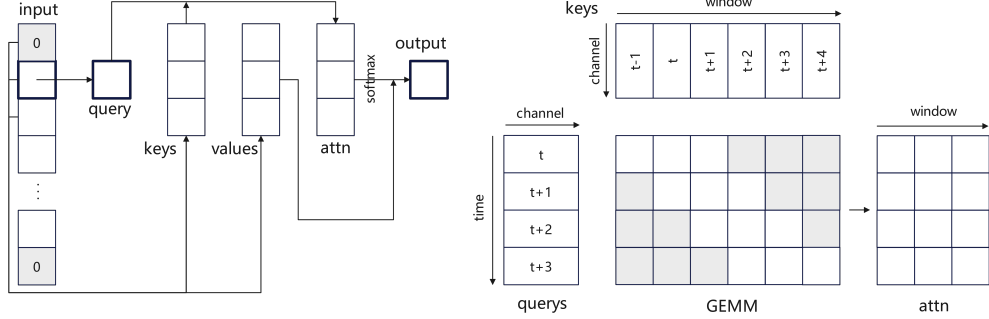 input
0
query
keys
values
attn
softmax
output
⋮
0
keys
window
channel
t-1
t
t+1
t+2
t+3
t+4
channel
window
time
t
t+1
t+2
t+3
querys
GEMM
attn